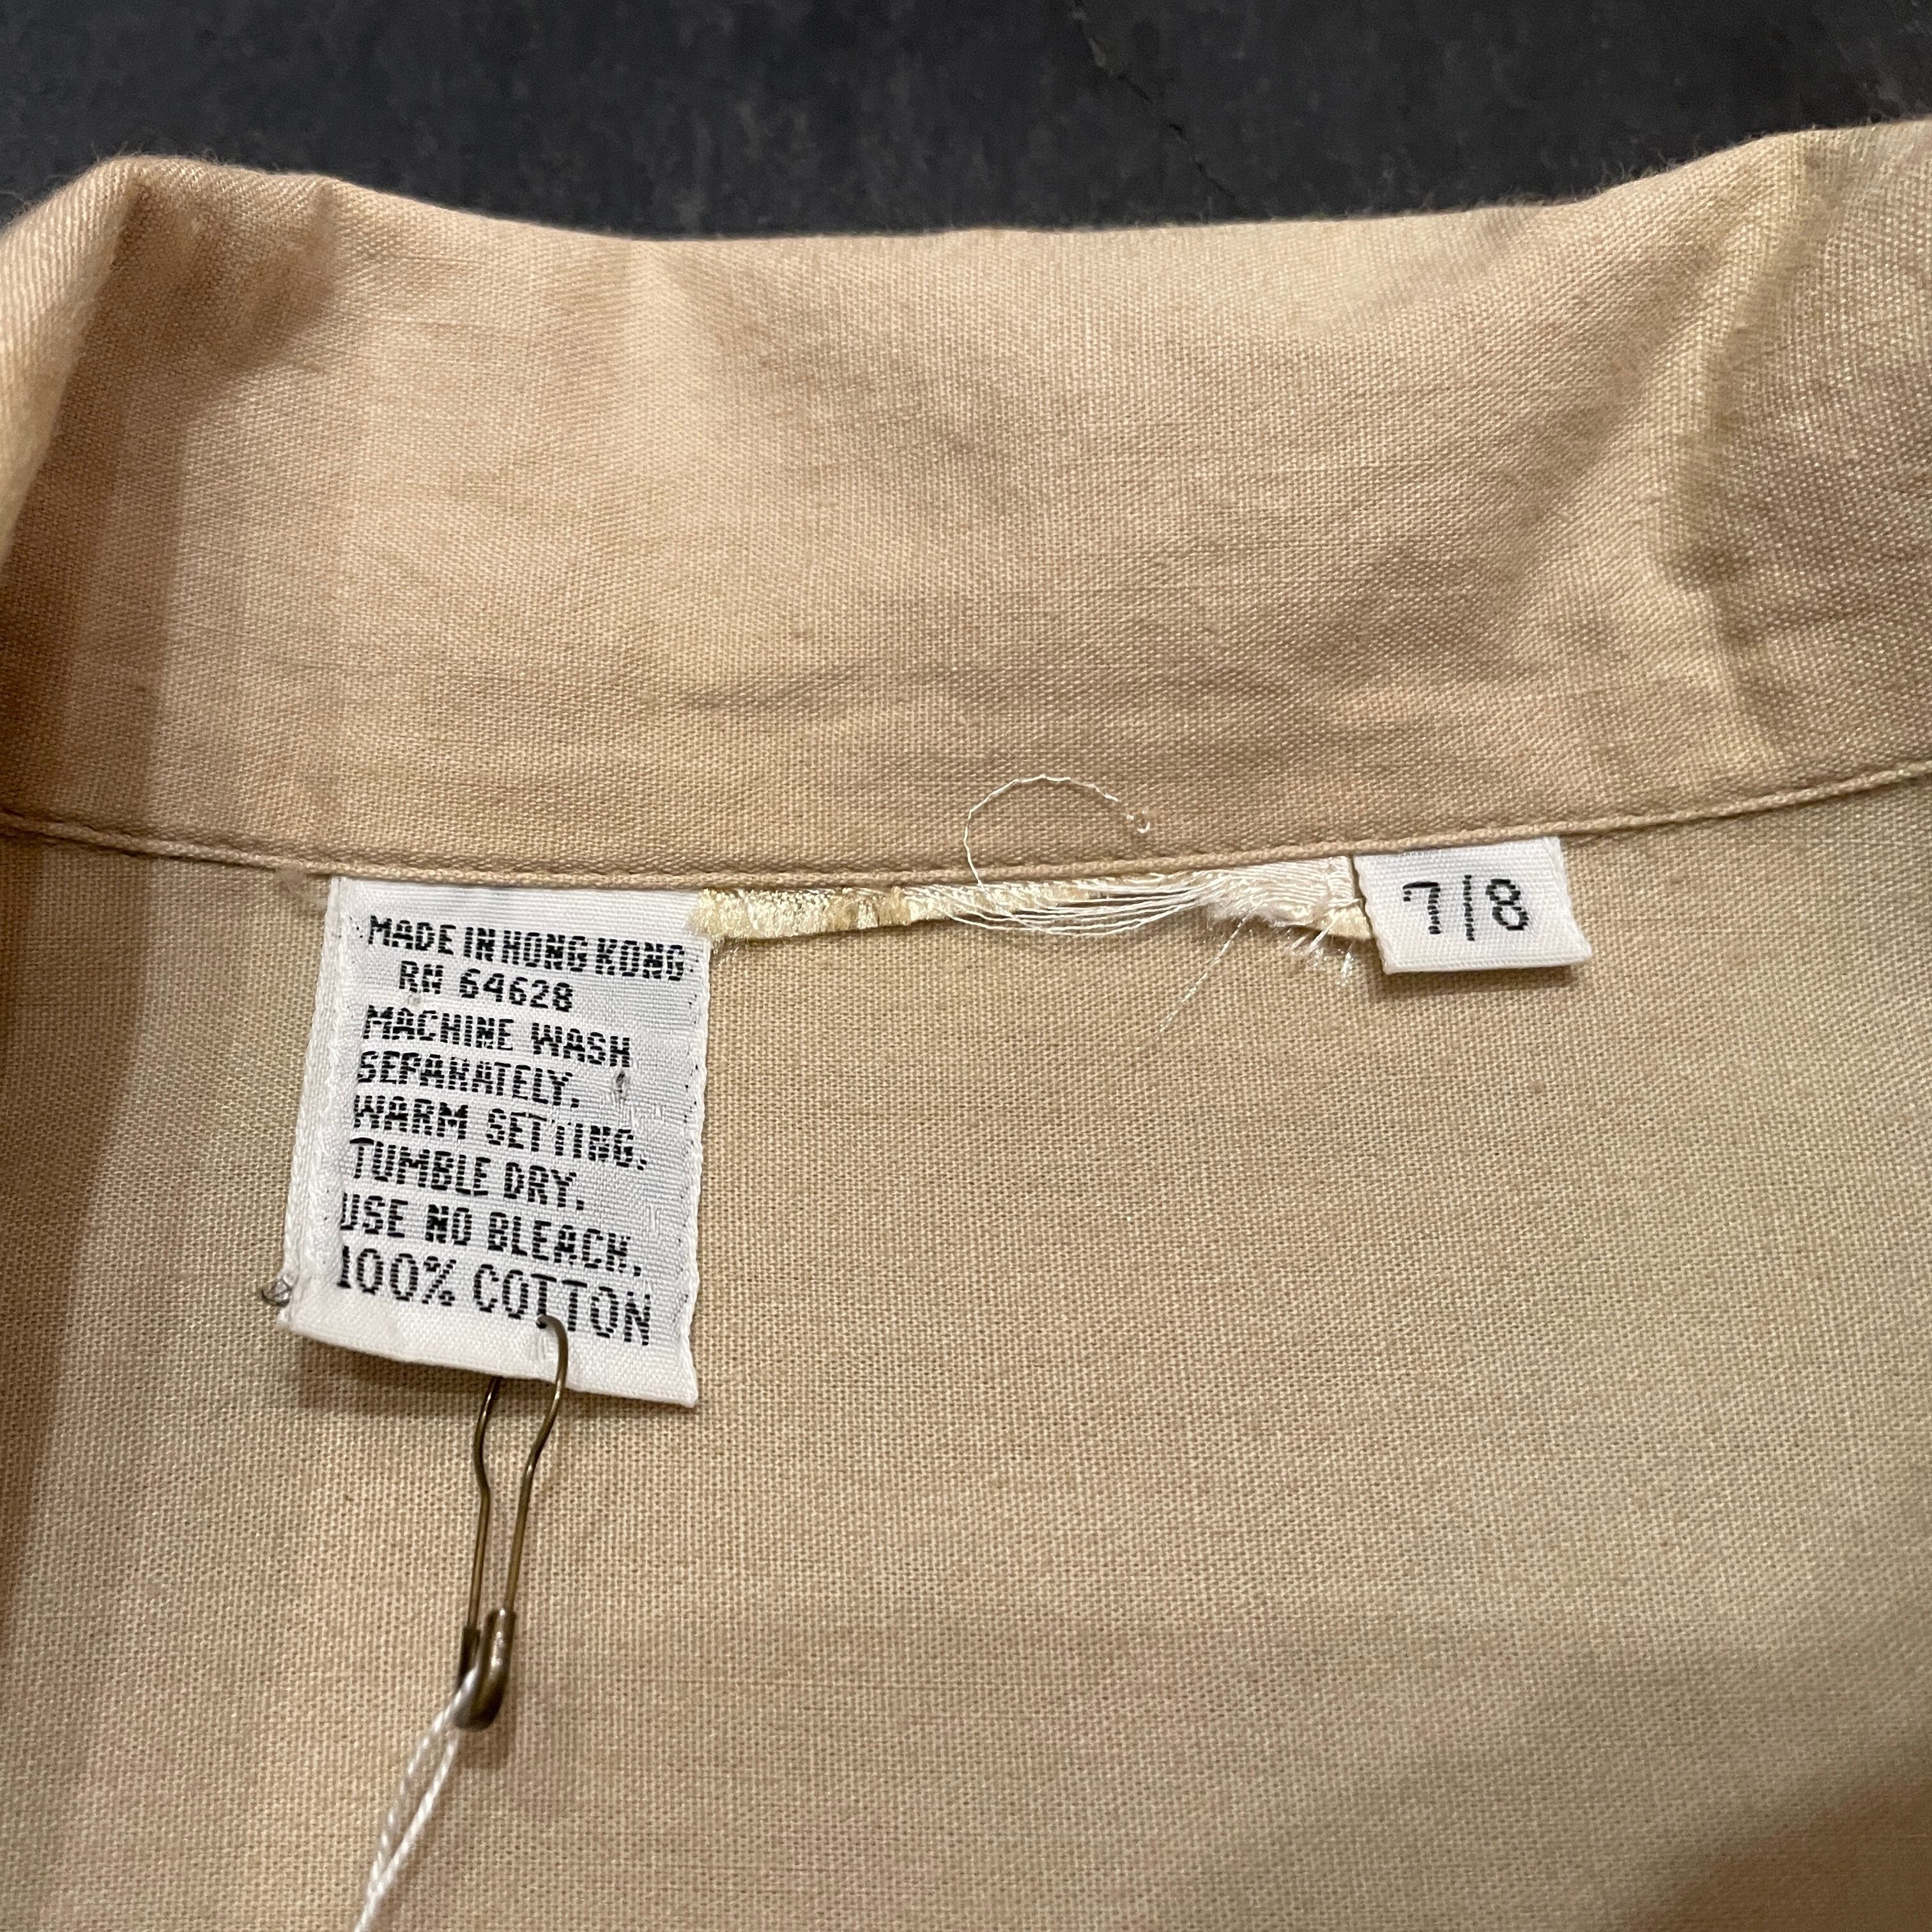 MADE IN HONG KONG
RN 64628
MACHINE WASH
SEPARATELY.
WARM SETTING.
TUMBLE DRY.
USE NO BLEACH.
100% COTTON
7/8